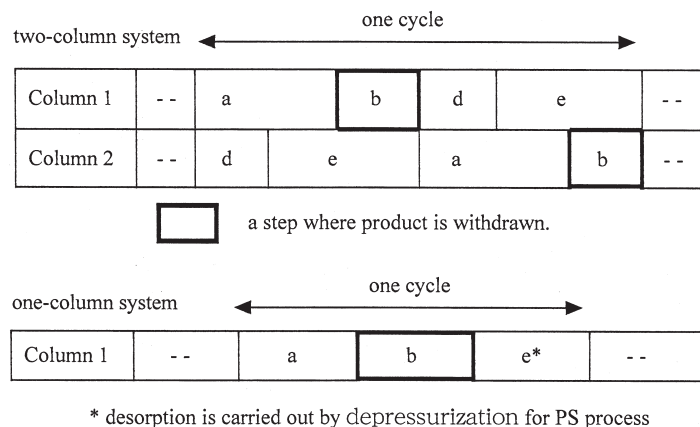 one cycle
two-column system
Column 1 -- a b d e --
Column 2 -- d e a b --
a step where product is withdrawn.
one cycle
one-column system
Column 1 -- a b e* --
* desorption is carried out by depressurization for PS process